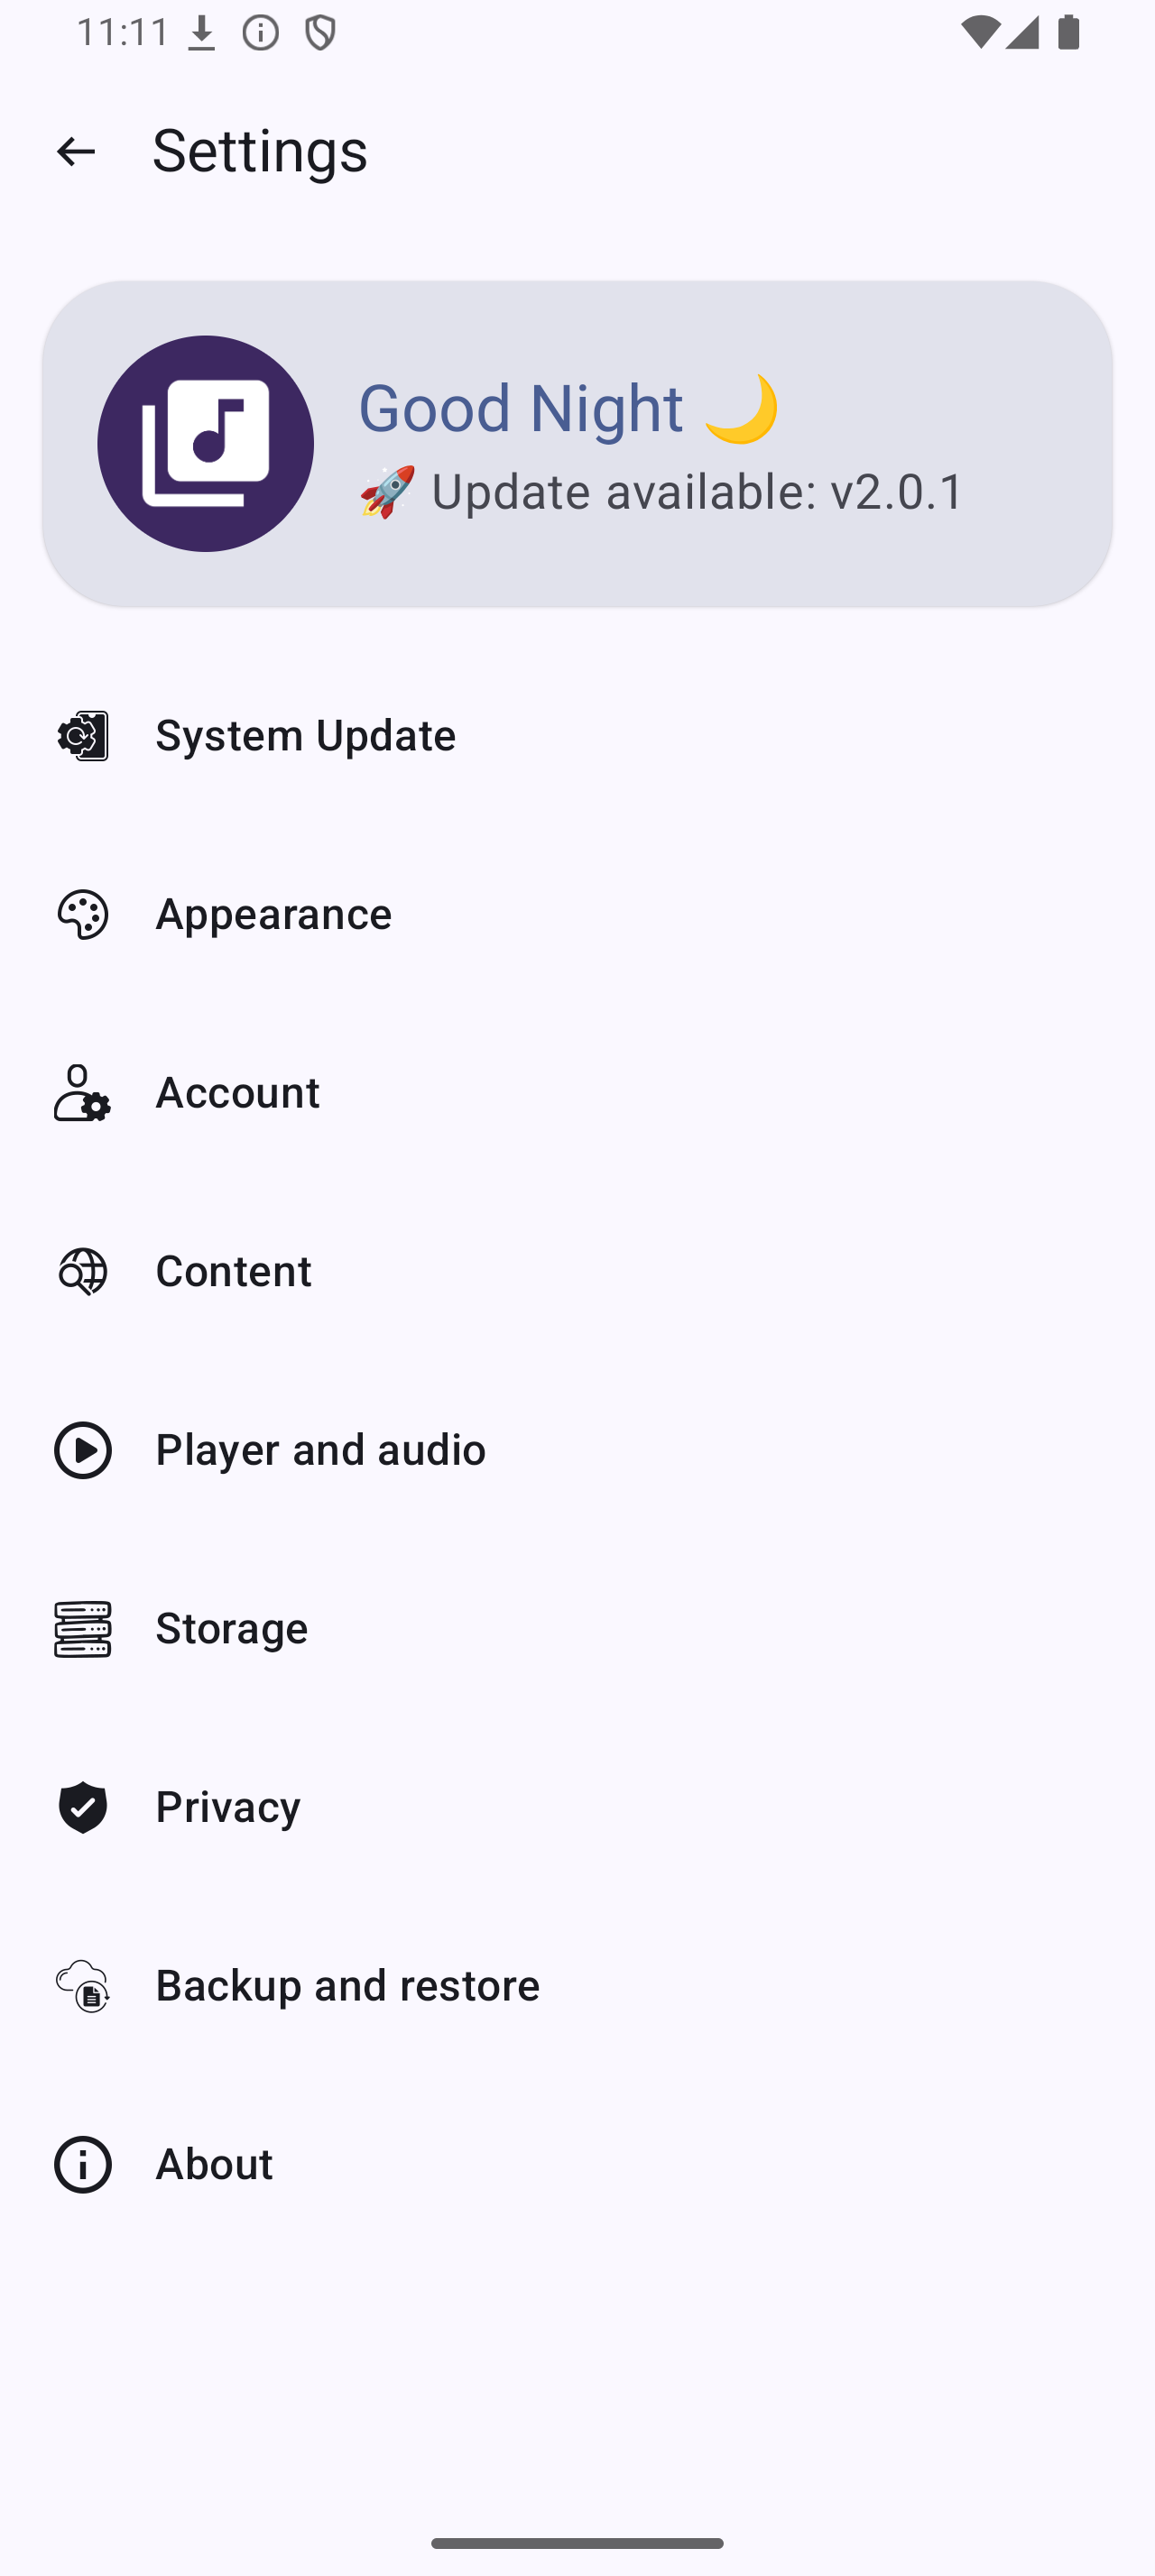 11:11
Settings
Good Night 🌙
🚀 Update available: v2.0.1
System Update
Appearance
Account
Content
Player and audio
Storage
Privacy
Backup and restore
About